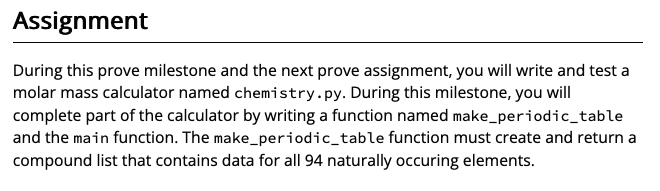 Assignment
During this prove milestone and the next prove assignment, you will write and test a
molar mass calculator named chemistry.py. During this milestone, you will
complete part of the calculator by writing a function named make_periodic_table
and the main function. The make_periodic_table function must create and return a
compound list that contains data for all 94 naturally occuring elements.